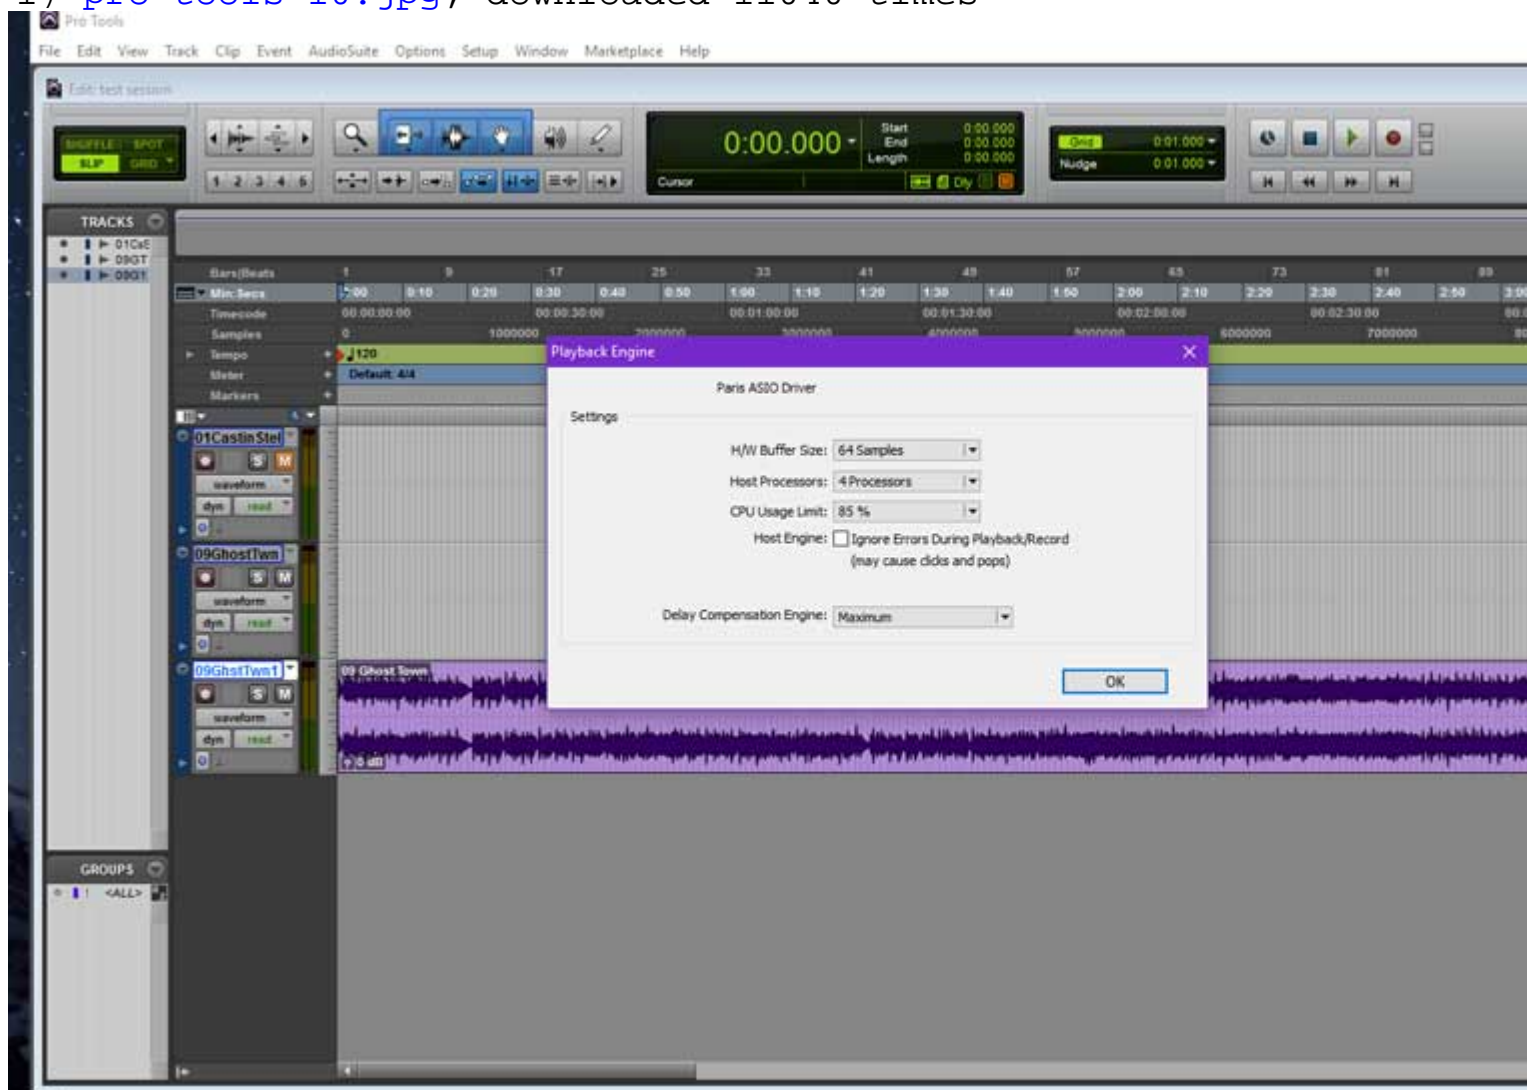 Pro Tools
File Edit View Track Clip Event AudioSuite Options Setup Window Marketplace Help
Edit: test session
SHUFFLE SPOT
SLIP GRID
1 2 3 4 5
0:00.000
Start 0:00.000
End 0:00.000
Length 0:00.000
Cursor
Dly
Grid 0:01.000
Nudge 0:01.000
TRACKS
01CsS
09GT
09G1
Bars|Beats 1 9 17 25 33 41 49 57 65 73 81 89
Min:Secs 0:00 0:10 0:20 0:30 0:40 0:50 1:00 1:10 1:20 1:30 1:40 1:50 2:00 2:10 2:20 2:30 2:40 2:50 3:00
Timecode 00:00:00:00 00:00:30:00 00:01:00:00 00:01:30:00 00:02:00:00 00:02:30:00
Samples 0 1000000 2000000 3000000 4000000 5000000 6000000 7000000
Tempo 120
Meter Default: 4/4
Markers
Playback Engine
Paris ASIO Driver
Settings
H/W Buffer Size: 64 Samples
Host Processors: 4 Processors
CPU Usage Limit: 85 %
Host Engine: Ignore Errors During Playback/Record
(may cause clicks and pops)
Delay Compensation Engine: Maximum
OK
01CastinStel
S M
waveform
dyn read
09GhostTwn
S M
waveform
dyn read
09GhstTwn1
S M
waveform
dyn read
09 Ghost Town
0 dB
GROUPS
! <ALL>